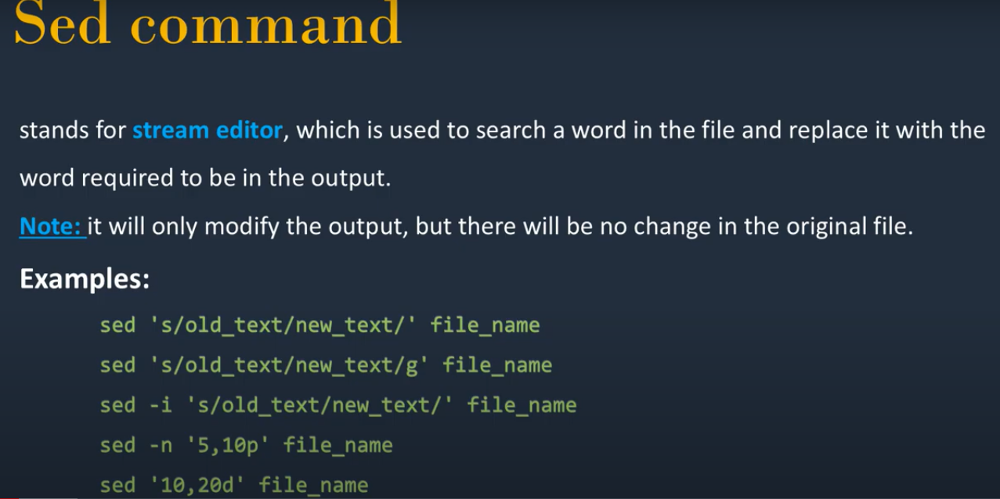 Sed command
stands for stream editor, which is used to search a word in the file and replace it with the
word required to be in the output.
Note: it will only modify the output, but there will be no change in the original file.
Examples:
sed 's/old_text/new_text/' file_name
sed 's/old_text/new_text/g' file_name
sed -i 's/old_text/new_text/' file_name
sed -n '5,10p' file_name
sed '10,20d' file_name